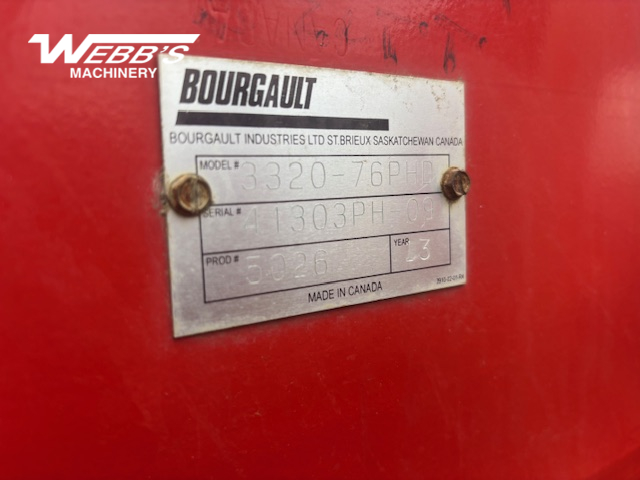 WEBB'S
MACHINERY
BOURGAULT
BOURGAULT INDUSTRIES LTD ST.BRIEUX SASKATCHEWAN CANADA
MODEL # 3320-76PHD
SERIAL # 41303PH-09
PROD # 5026 YEAR 13
MADE IN CANADA